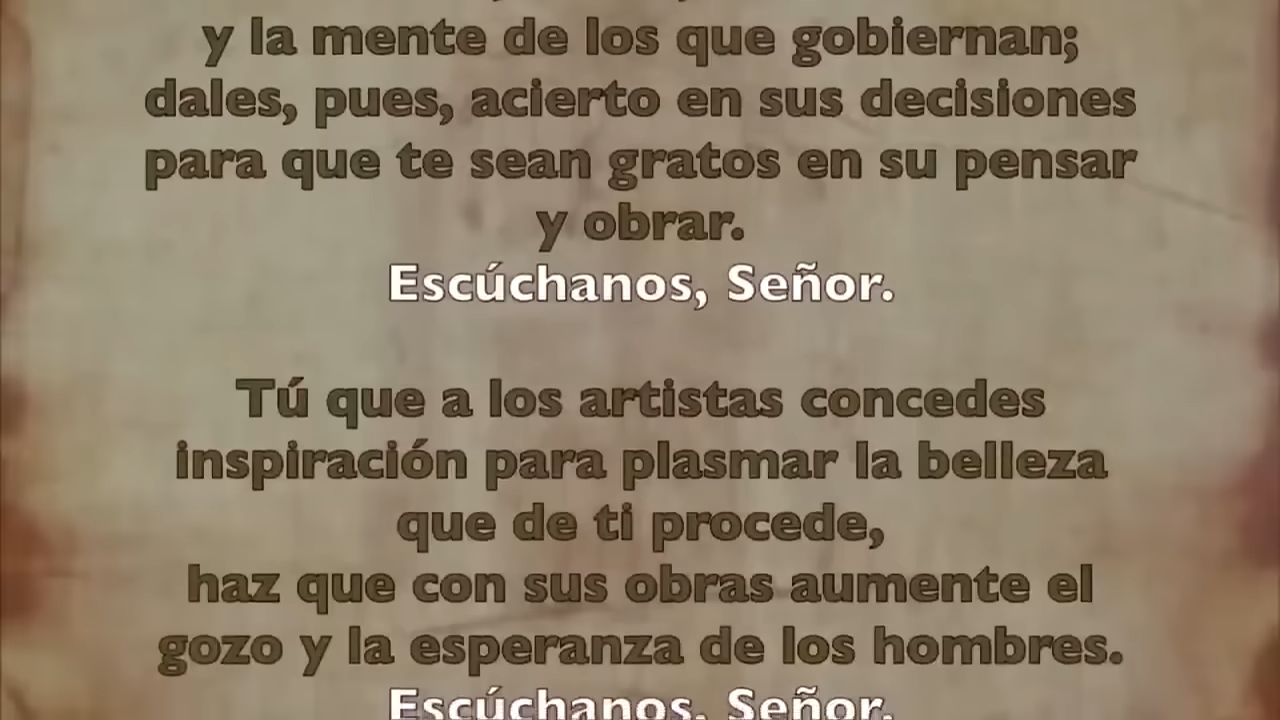 y la mente de los que gobiernan;
dales, pues, acierto en sus decisiones
para que te sean gratos en su pensar
y obrar.
Escúchanos, Señor.
Tú que a los artistas concedes
inspiración para plasmar la belleza
que de ti procede,
haz que con sus obras aumente el
gozo y la esperanza de los hombres.
Escúchanos, Señor.